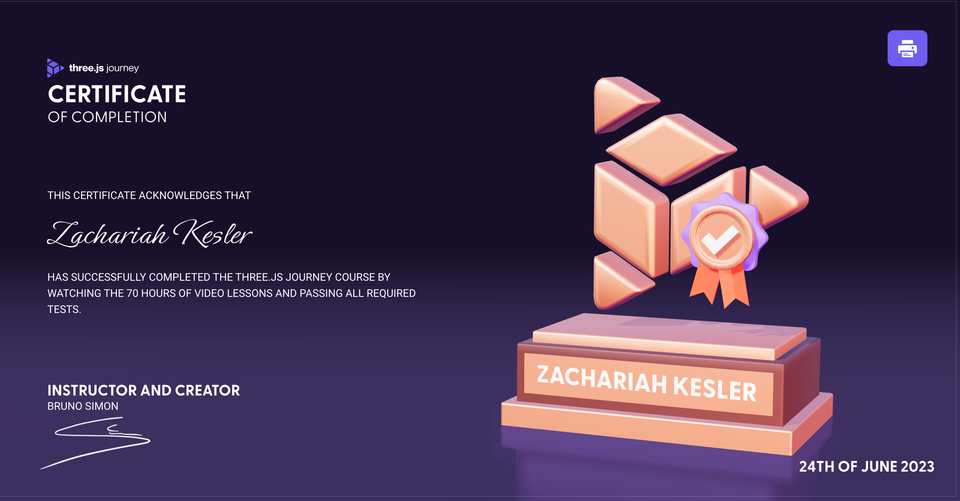 three.js journey
CERTIFICATE
OF COMPLETION
THIS CERTIFICATE ACKNOWLEDGES THAT
Zachariah Kesler
HAS SUCCESSFULLY COMPLETED THE THREE.JS JOURNEY COURSE BY
WATCHING THE 70 HOURS OF VIDEO LESSONS AND PASSING ALL REQUIRED
TESTS.
INSTRUCTOR AND CREATOR
BRUNO SIMON
ZACHARIAH KESLER
24TH OF JUNE 2023